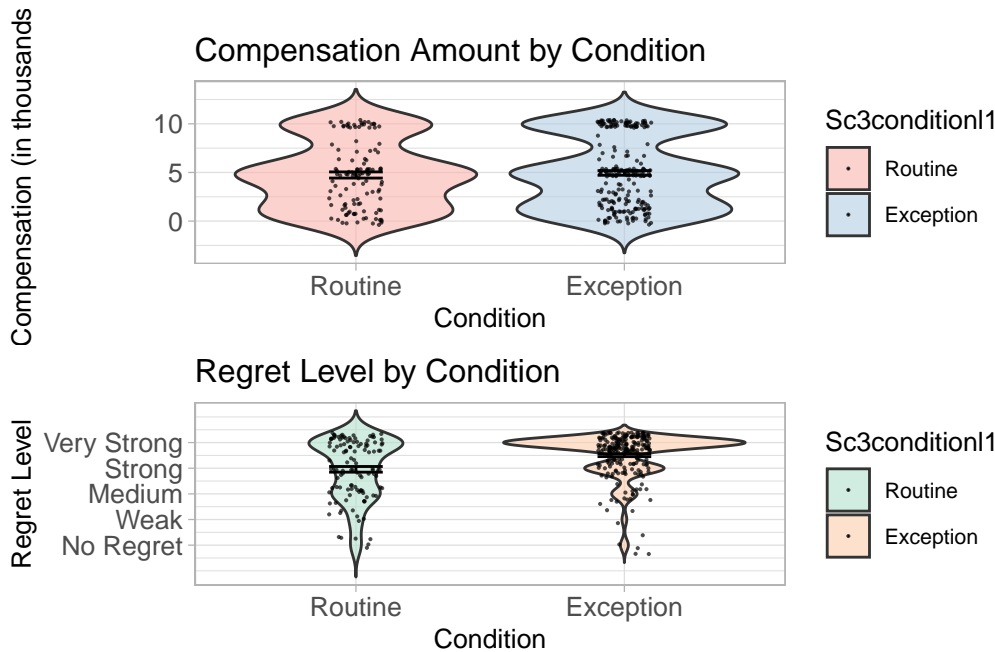 Compensation Amount by Condition
Compensation (in thousands
10
5
0
Routine
Exception
Condition
Sc3conditionl1
Routine
Exception
Regret Level by Condition
Regret Level
Very Strong
Strong
Medium
Weak
No Regret
Routine
Exception
Condition
Sc3conditionl1
Routine
Exception